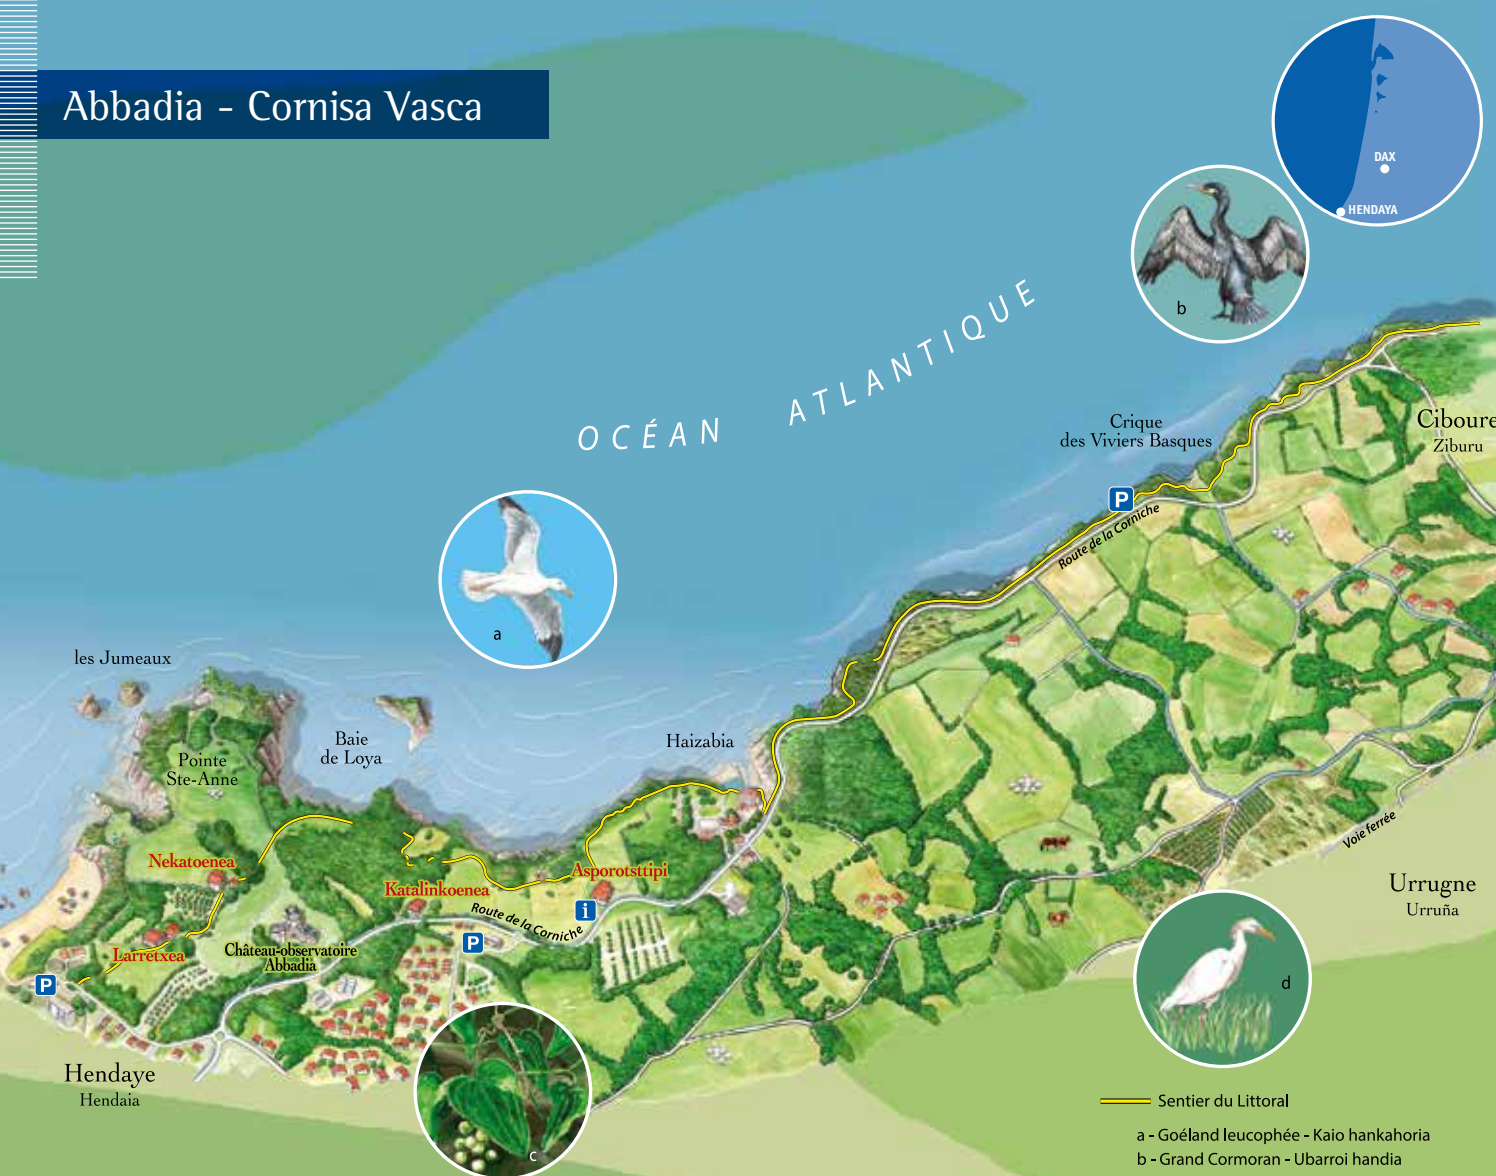 Abbadia - Cornisa Vasca
DAX
HENDAYA
b
OCÉAN ATLANTIQUE
Crique
des Viviers Basques
Ciboure
Ziburu
P
Route de la Corniche
a
les Jumeaux
Pointe
Ste-Anne
Baie
de Loya
Haizabia
Voie ferrée
Nekatoenea
Katalinkoenea
Asporotsttipi
Route de la Corniche
i
P
Larretxea
Château-observatoire
Abbadia
P
Urrugne
Urruña
d
Hendaye
Hendaia
c
Sentier du Littoral
a - Goéland leucophée - Kaio hankahoria
b - Grand Cormoran - Ubarroi handia